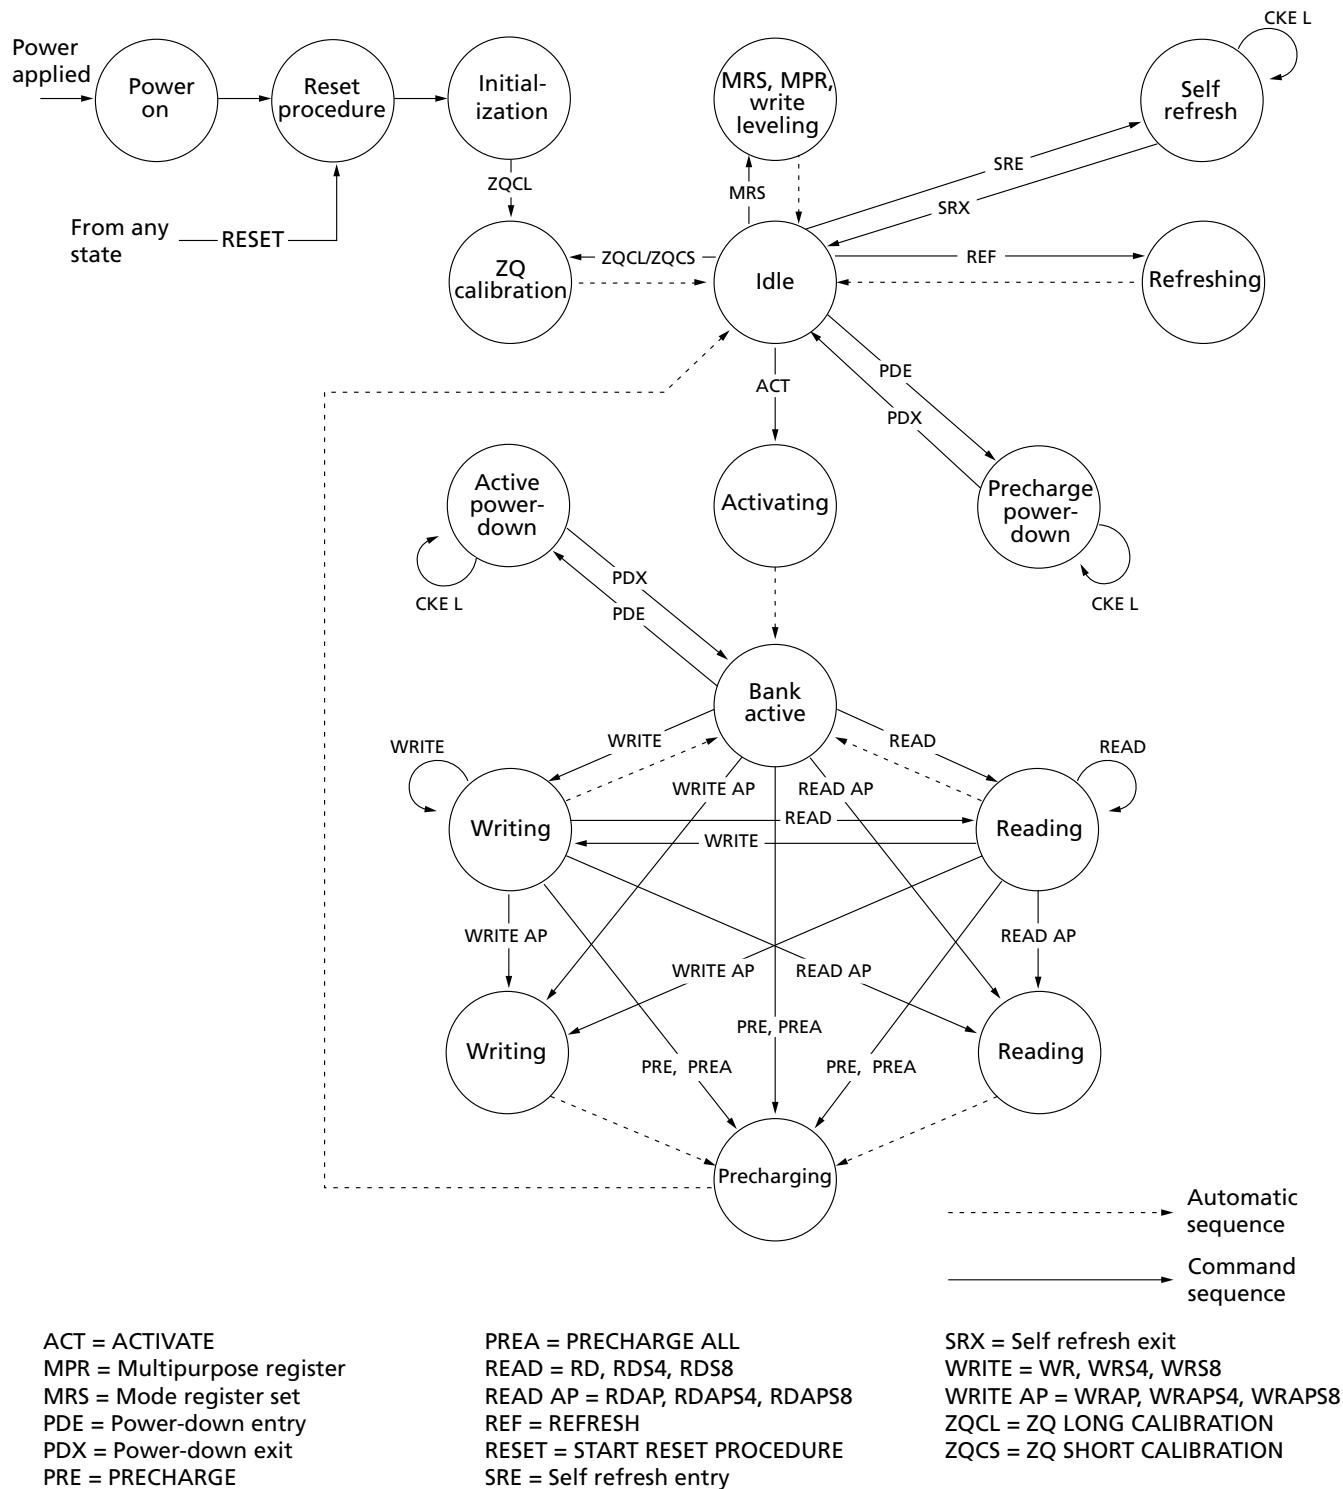 Power
applied
Power
on
Reset
procedure
Initial-
ization
MRS, MPR,
write
leveling
Self
refresh
CKE L
ZQCL
MRS
SRE
SRX
From any
state
RESET
ZQ
calibration
ZQCL/ZQCS
Idle
REF
Refreshing
PDE
PDX
ACT
Active
power-
down
Activating
Precharge
power-
down
CKE L
PDX
PDE
CKE L
Bank
active
WRITE
WRITE
READ
READ
WRITE AP
READ AP
Writing
READ
WRITE
Reading
WRITE AP
READ AP
WRITE AP
READ AP
PRE, PREA
Writing
Reading
PRE, PREA
PRE, PREA
Precharging
Automatic
sequence
Command
sequence
ACT = ACTIVATE
MPR = Multipurpose register
MRS = Mode register set
PDE = Power-down entry
PDX = Power-down exit
PRE = PRECHARGE
PREA = PRECHARGE ALL
READ = RD, RDS4, RDS8
READ AP = RDAP, RDAPS4, RDAPS8
REF = REFRESH
RESET = START RESET PROCEDURE
SRE = Self refresh entry
SRX = Self refresh exit
WRITE = WR, WRS4, WRS8
WRITE AP = WRAP, WRAPS4, WRAPS8
ZQCL = ZQ LONG CALIBRATION
ZQCS = ZQ SHORT CALIBRATION